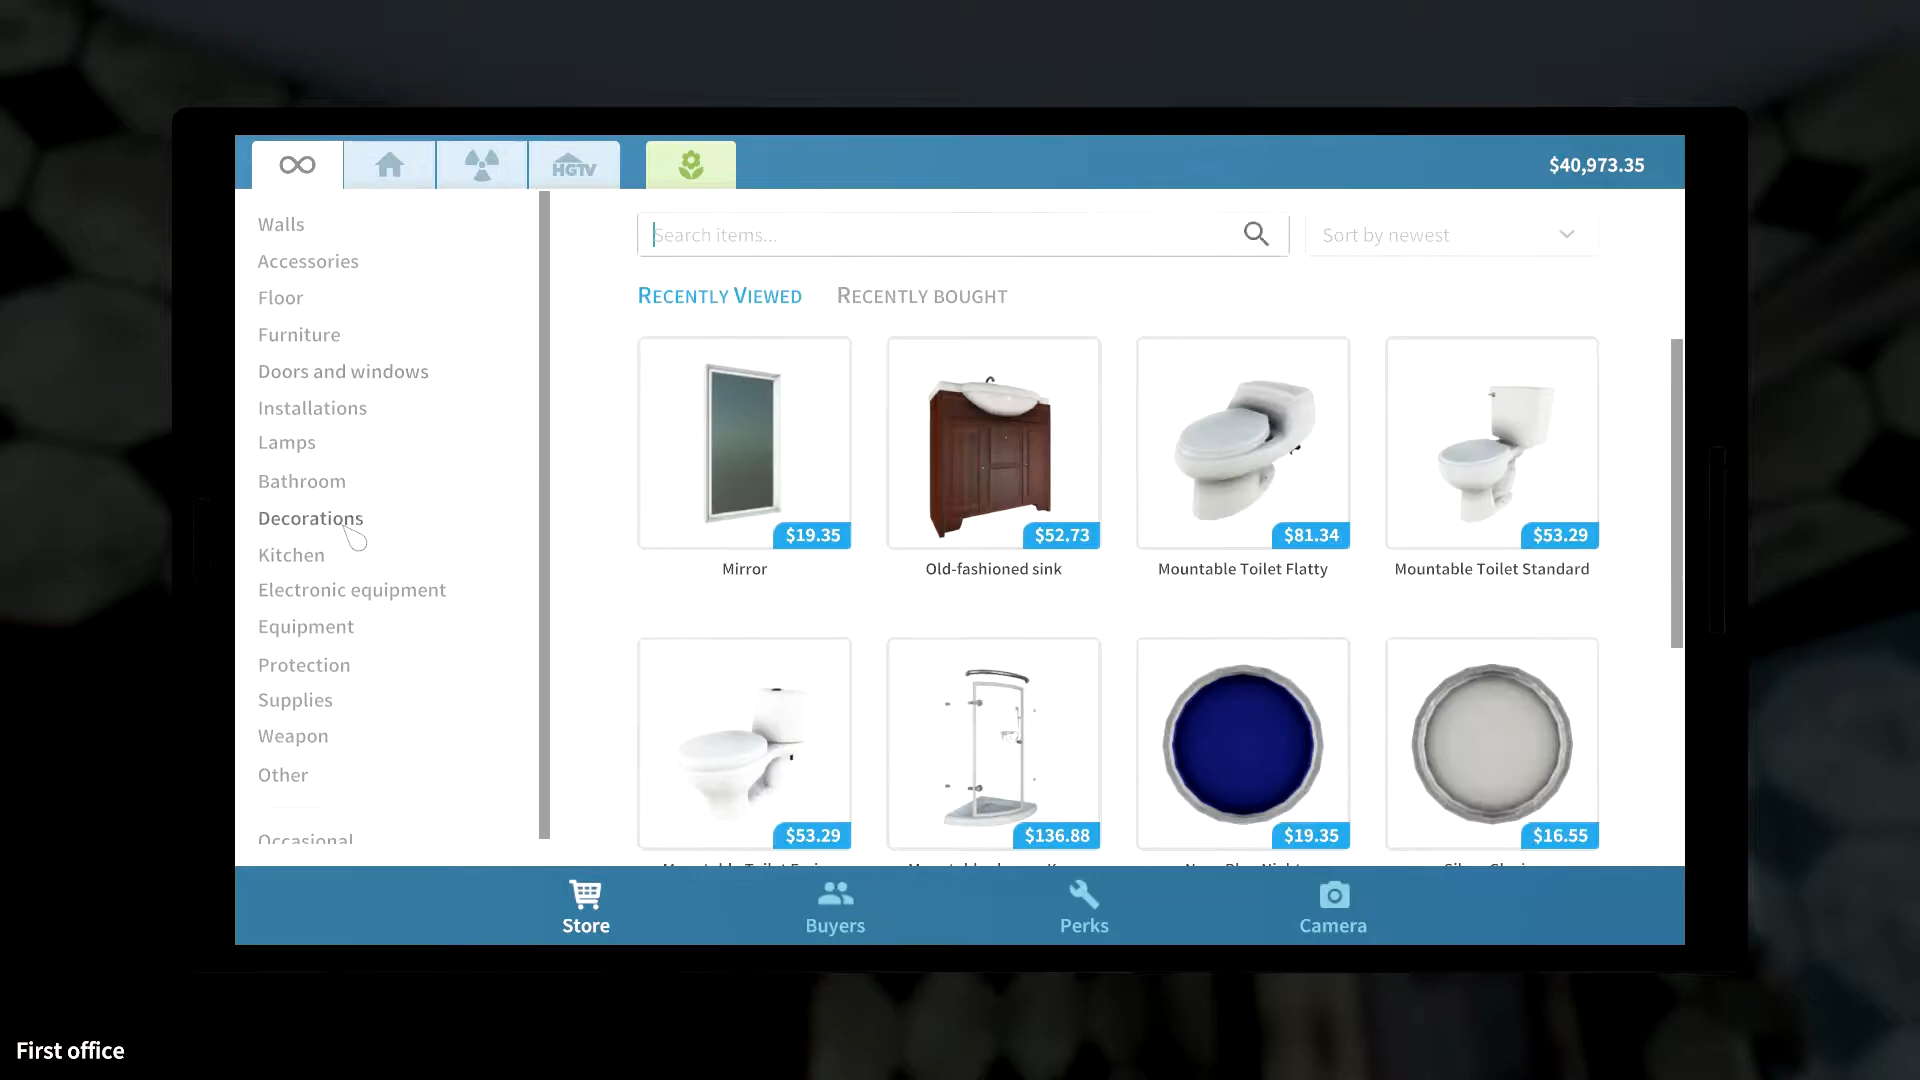 HGTV
$40,973.35
Walls
Accessories
Floor
Furniture
Doors and windows
Installations
Lamps
Bathroom
Decorations
Kitchen
Electronic equipment
Equipment
Protection
Supplies
Weapon
Other
Occasional
Search items...
Sort by newest
RECENTLY VIEWED
RECENTLY BOUGHT
$19.35
$52.73
$81.34
$53.29
Mirror
Old-fashioned sink
Mountable Toilet Flatty
Mountable Toilet Standard
$53.29
$136.88
$19.35
$16.55
Store
Buyers
Perks
Camera
First office